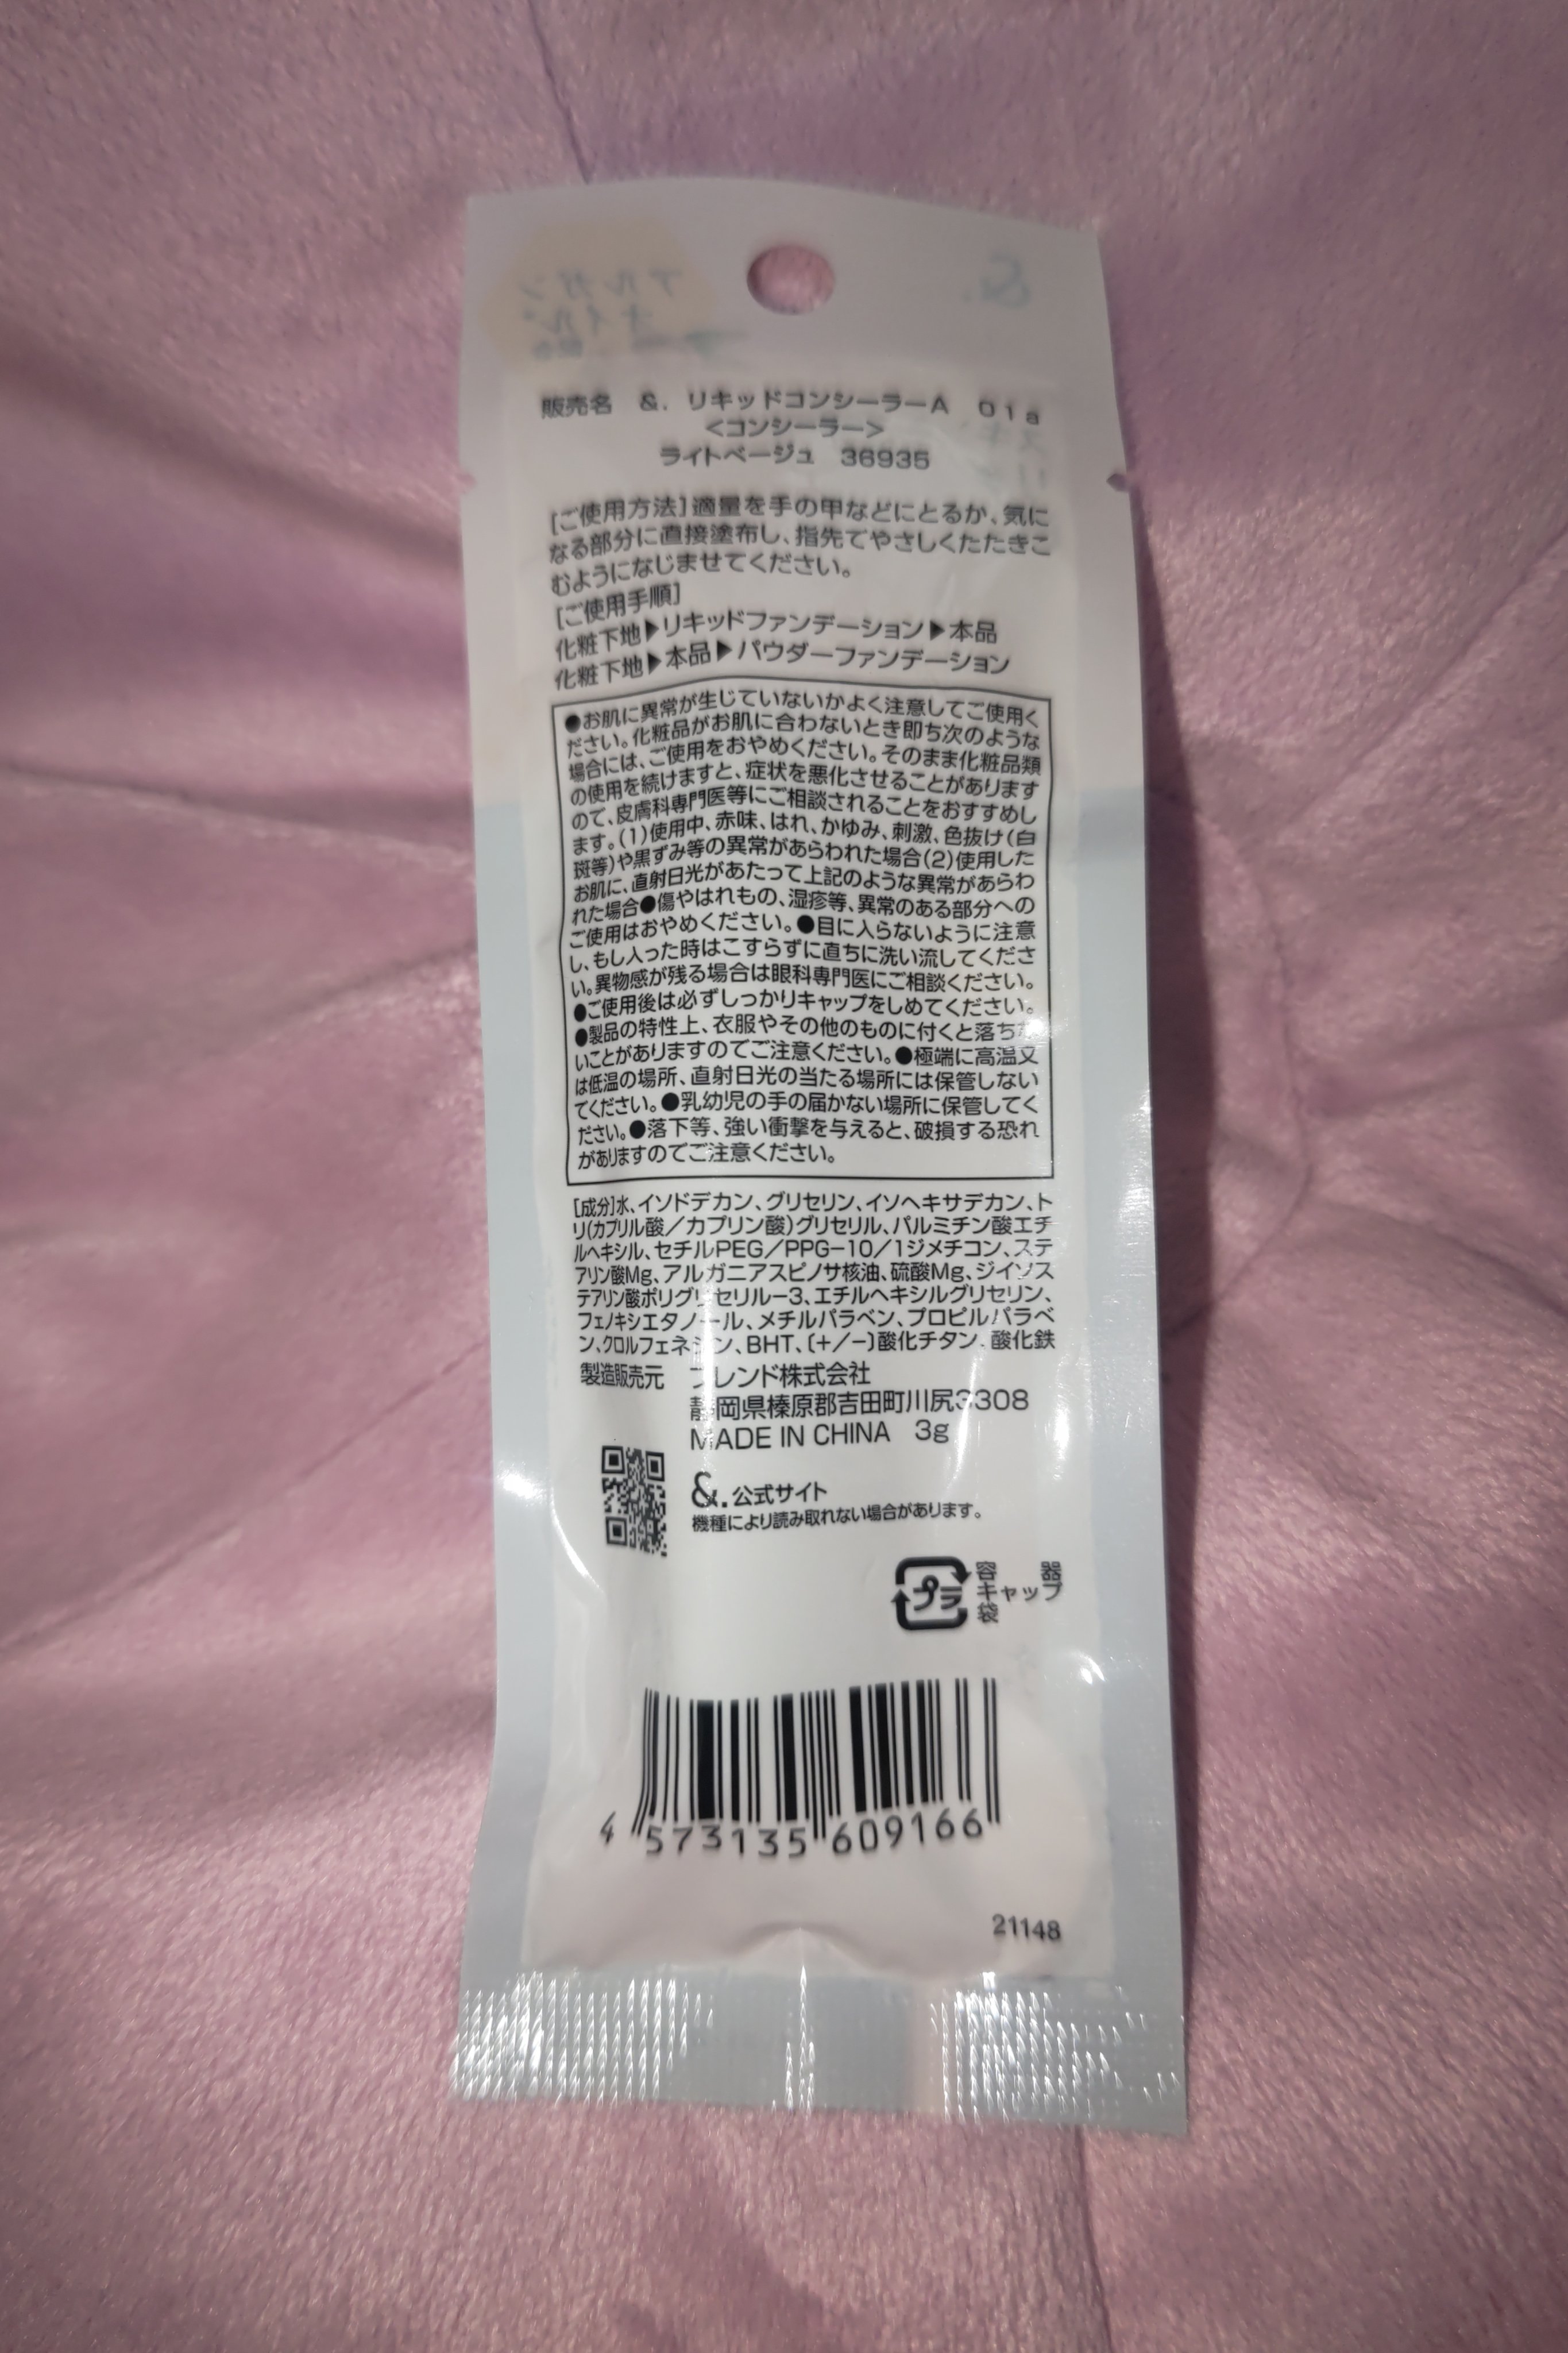 アルガン
オイル*
&.
販売名 &. リキッドコンシーラーA 01a
<コンシーラー>
ライトベージュ 36935
[ご使用方法]適量を手の甲などにとるか、気に
なる部分に直接塗布し、指先でやさしくたたきこ
むようになじませてください。
[ご使用手順]
化粧下地▶リキッドファンデーション▶本品
化粧下地▶本品▶パウダーファンデーション
●お肌に異常が生じていないかよく注意してご使用く
ださい。化粧品がお肌に合わないとき即ち次のような
場合には、ご使用をおやめください。そのまま化粧品類
の使用を続けますと、症状を悪化させることがあります
ので、皮膚科専門医等にご相談されることをおすすめし
ます。(1)使用中、赤味、はれ、かゆみ、刺激、色抜け(白
斑等)や黒ずみ等の異常があらわれた場合(2)使用した
お肌に、直射日光があたって上記のような異常があらわ
れた場合●傷やはれもの、湿疹等、異常のある部分への
ご使用はおやめください。●目に入らないように注意
し、もし入った時はこすらずに直ちに洗い流してくださ
い。異物感が残る場合は眼科専門医にご相談ください。
●ご使用後は必ずしっかりキャップをしめてください。
●製品の特性上、衣服やその他のものに付くと落ちな
いことがありますのでご注意ください。●極端に高温又
は低温の場所、直射日光の当たる場所には保管しない
でください。●乳幼児の手の届かない場所に保管してく
ださい。●落下等、強い衝撃を与えると、破損する恐れ
がありますのでご注意ください。
[成分]水、イソドデカン、グリセリン、イソヘキサデカン、ト
リ(カプリル酸/カプリン酸)グリセリル、パルミチン酸エチ
ルヘキシル、セチルPEG/PPG-10/1ジメチコン、ステ
アリン酸Mg、アルガニアスピノサ核油、硫酸Mg、ジイソス
テアリン酸ポリグリセリル-3、エチルヘキシルグリセリン、
フェノキシエタノール、メチルパラベン、プロピルパラベ
ン、クロルフェネシン、BHT、(+/-)酸化チタン、酸化鉄
製造販売元 フレンド株式会社
静岡県榛原郡吉田町川尻3308
MADE IN CHINA 3g
&.公式サイト
機種により読み取れない場合があります。
プラ
容器
キャップ
袋
4 573135 609166
21148